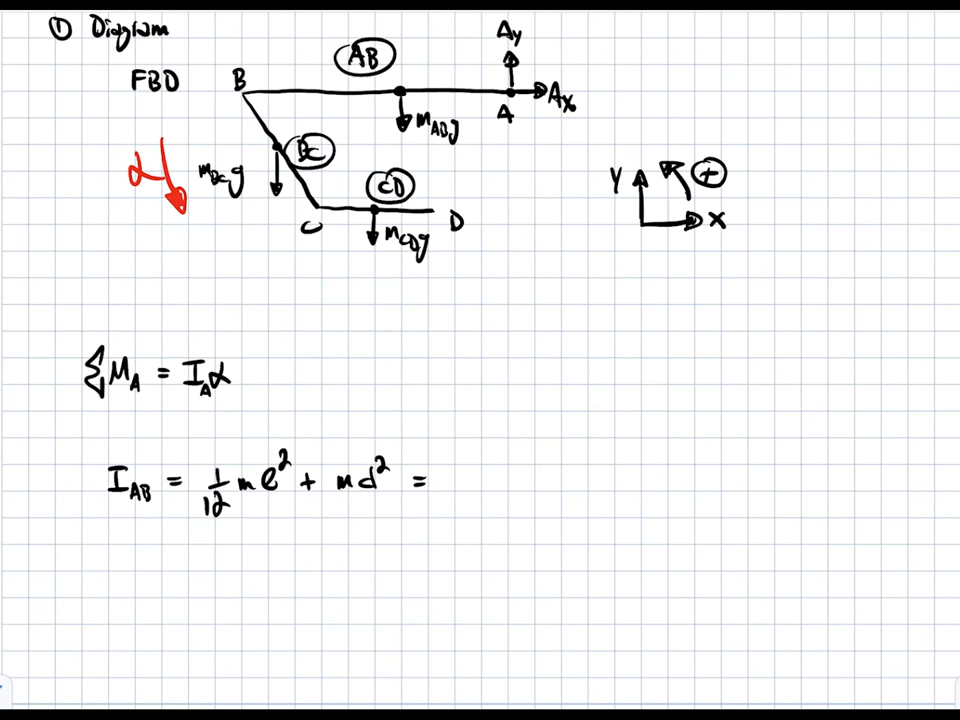 ① Diagram
FBD
B
AB
Ay
Ax
A
m_AB g
BC
m_BC g
α
CD
C
m_CD g
D
Y
+
X
ΣM_A = I_A α
I_AB = 1/12 m l² + m d² =